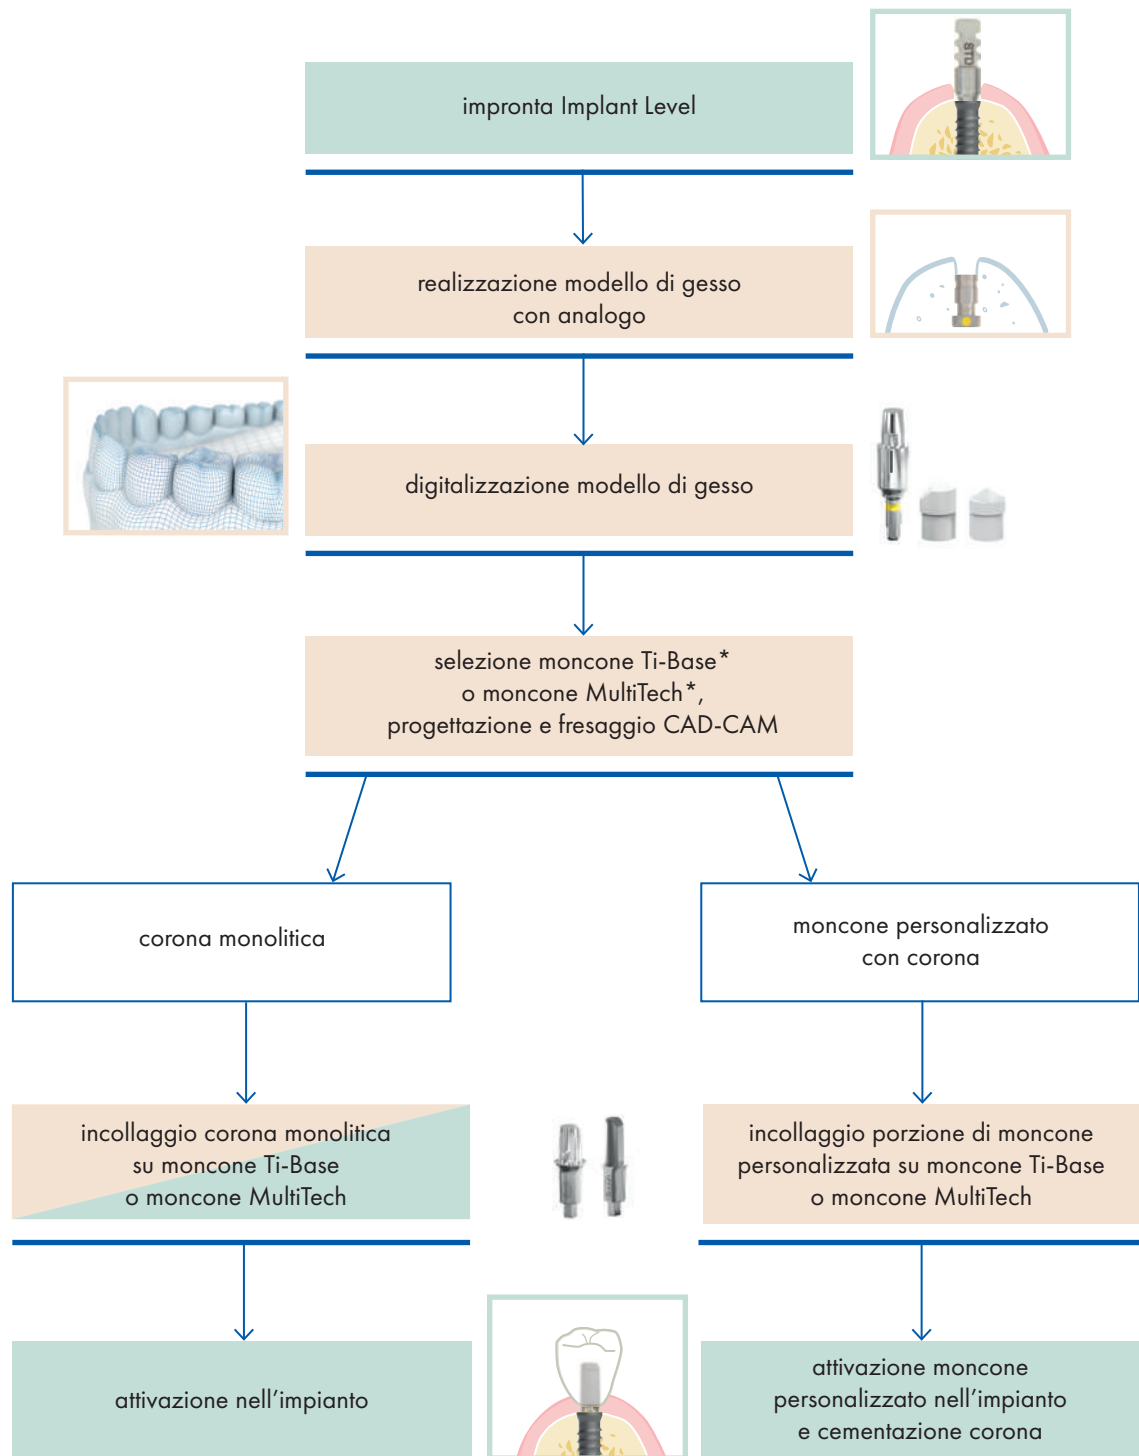 STD
impronta Implant Level
realizzazione modello di gesso
con analogo
digitalizzazione modello di gesso
selezione moncone Ti-Base*
o moncone MultiTech*,
progettazione e fresaggio CAD-CAM
corona monolitica
moncone personalizzato
con corona
incollaggio corona monolitica
su moncone Ti-Base
o moncone MultiTech
incollaggio porzione di moncone
personalizzata su moncone Ti-Base
o moncone MultiTech
attivazione nell’impianto
attivazione moncone
personalizzato nell’impianto
e cementazione corona